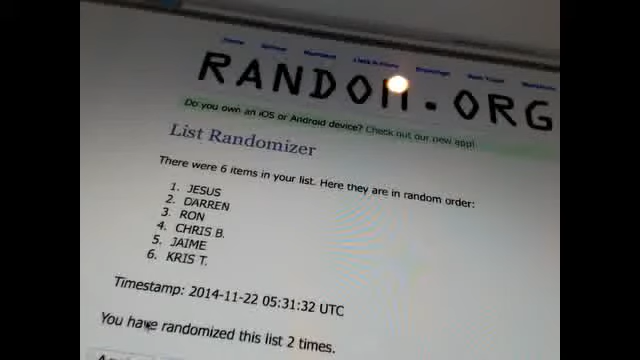 RANDOM.ORG
Do you own an iOS or Android device? Check out our new app!
List Randomizer
There were 6 items in your list. Here they are in random order:
1. JESUS
2. DARREN
3. RON
4. CHRIS B.
5. JAIME
6. KRIS T.
Timestamp: 2014-11-22 05:31:32 UTC
You have randomized this list 2 times.